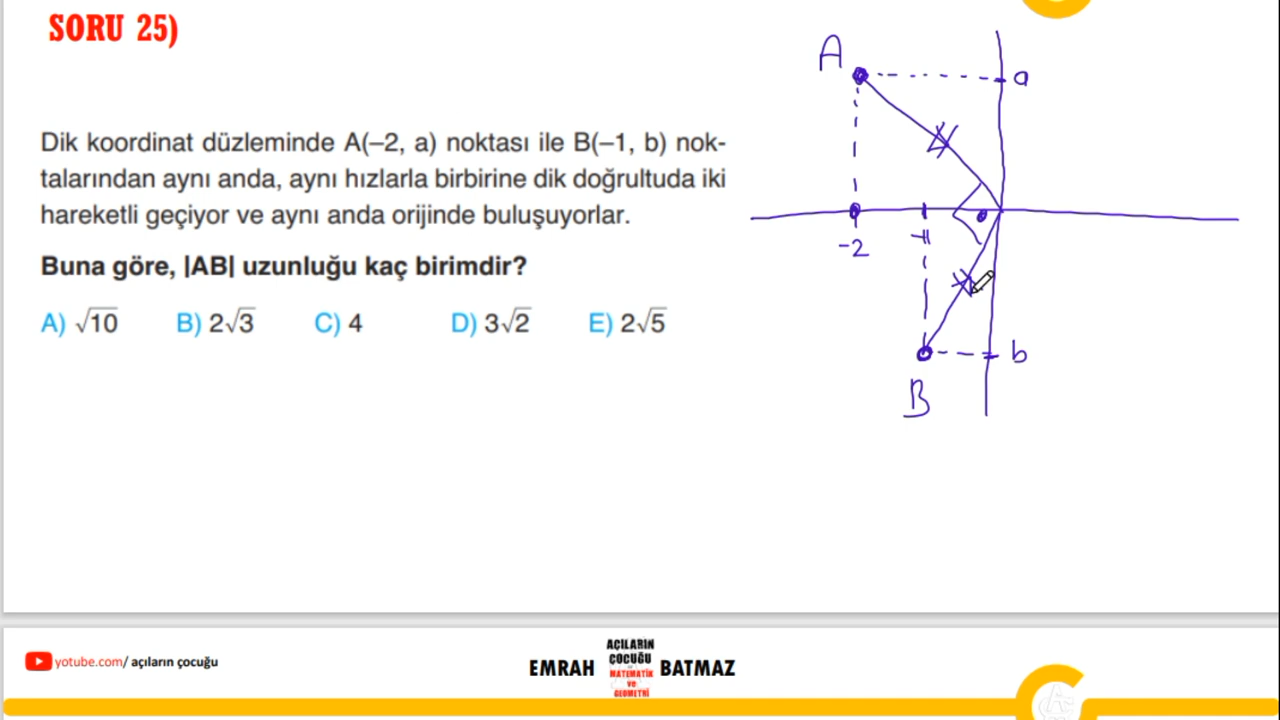 SORU 25)
Dik koordinat düzleminde A(–2, a) noktası ile B(–1, b) nok-
talarından aynı anda, aynı hızlarla birbirine dik doğrultuda iki
hareketli geçiyor ve aynı anda orijinde buluşuyorlar.
Buna göre, |AB| uzunluğu kaç birimdir?
A) √10 B) 2√3 C) 4 D) 3√2 E) 2√5
A
a
-2
-1
b
B
yotube.com/ açıların çocuğu
EMRAH
AÇILARIN
ÇOCUĞU
MATEMATİK
ve
GEOMETRİ
BATMAZ